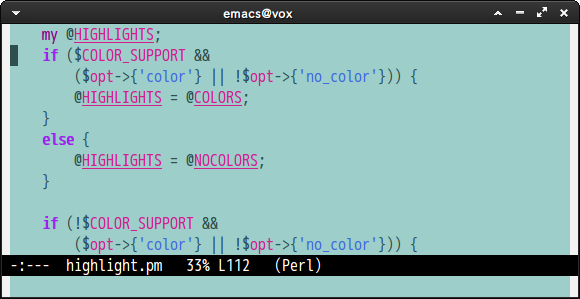 emacs@vox
my @HIGHLIGHTS;
if ($COLOR_SUPPORT &&
($opt->{'color'} || !$opt->{'no_color'})) {
@HIGHLIGHTS = @COLORS;
}
else {
@HIGHLIGHTS = @NOCOLORS;
}
if (!$COLOR_SUPPORT &&
($opt->{'color'} || !$opt->{'no_color'})) {
-:--- highlight.pm 33% L112 (Perl)